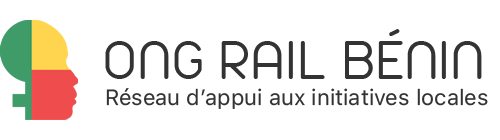 ONG RAIL BÉNIN
Réseau d'appui aux initiatives locales